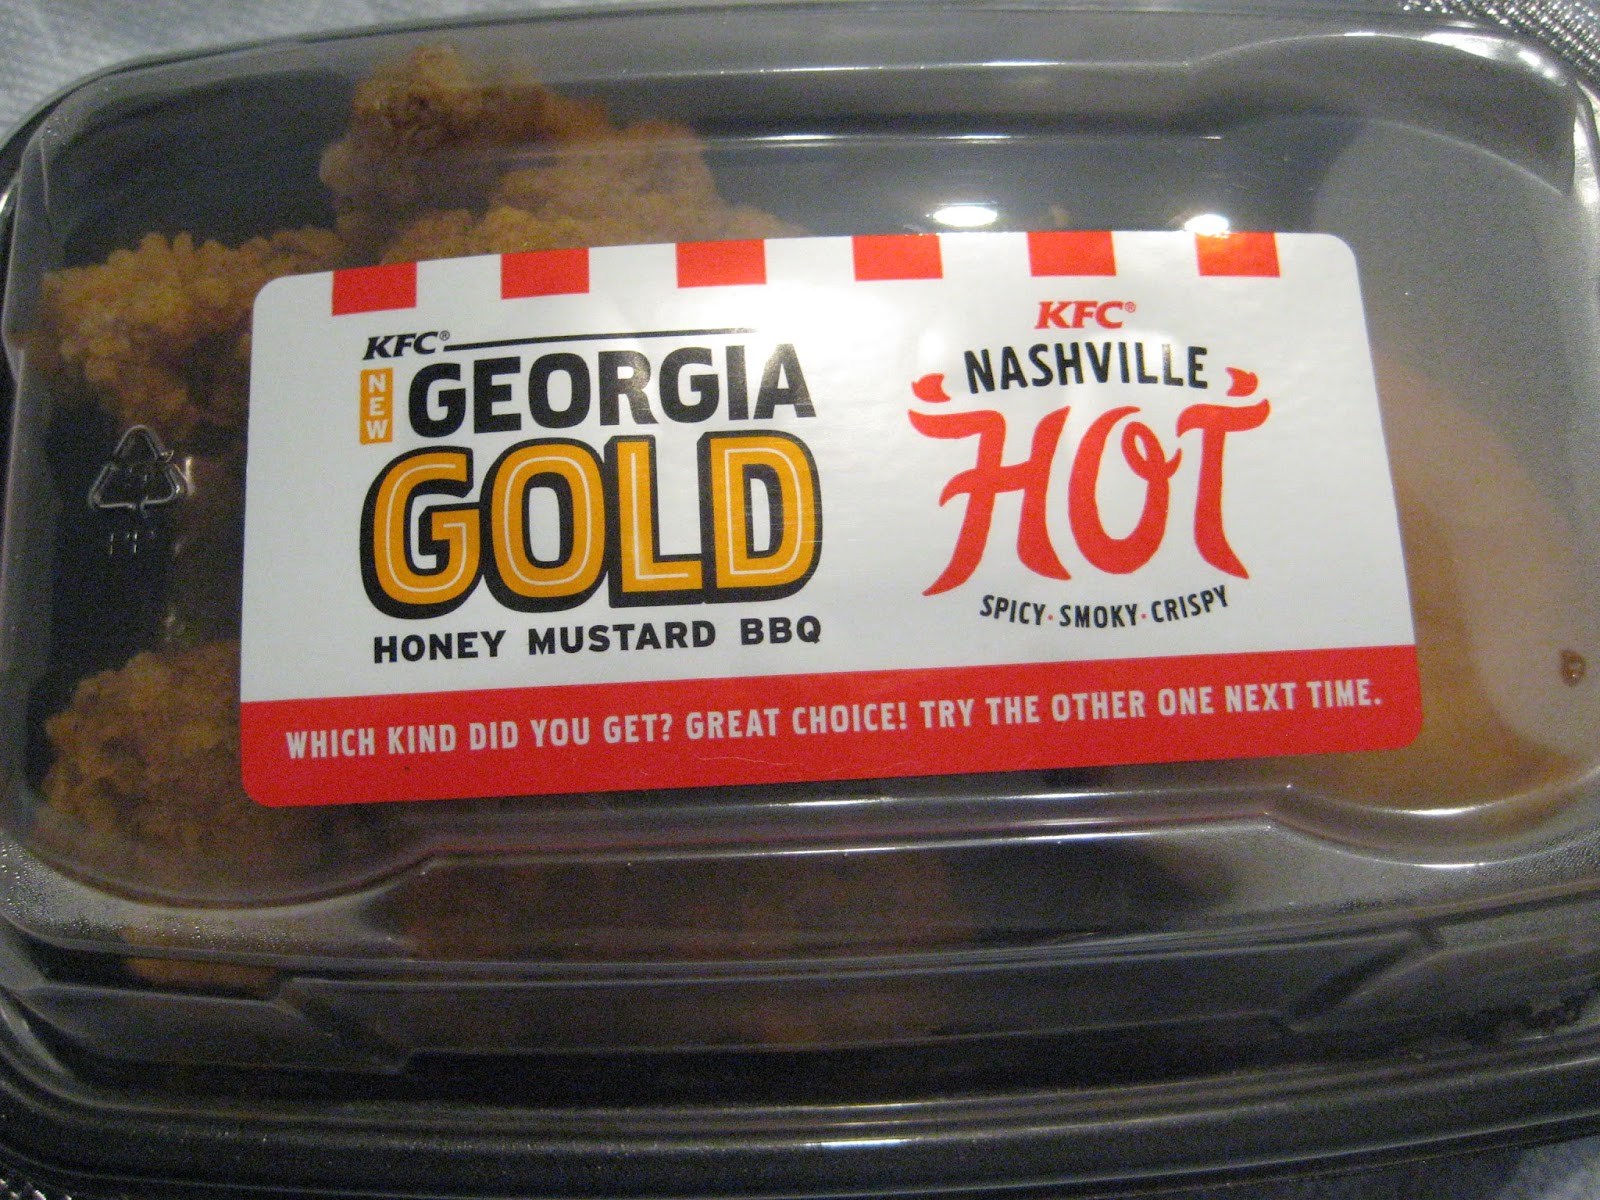 KFC®
NEW
GEORGIA
GOLD
HONEY MUSTARD BBQ
KFC®
NASHVILLE
HOT
SPICY·SMOKY·CRISPY
WHICH KIND DID YOU GET? GREAT CHOICE! TRY THE OTHER ONE NEXT TIME.